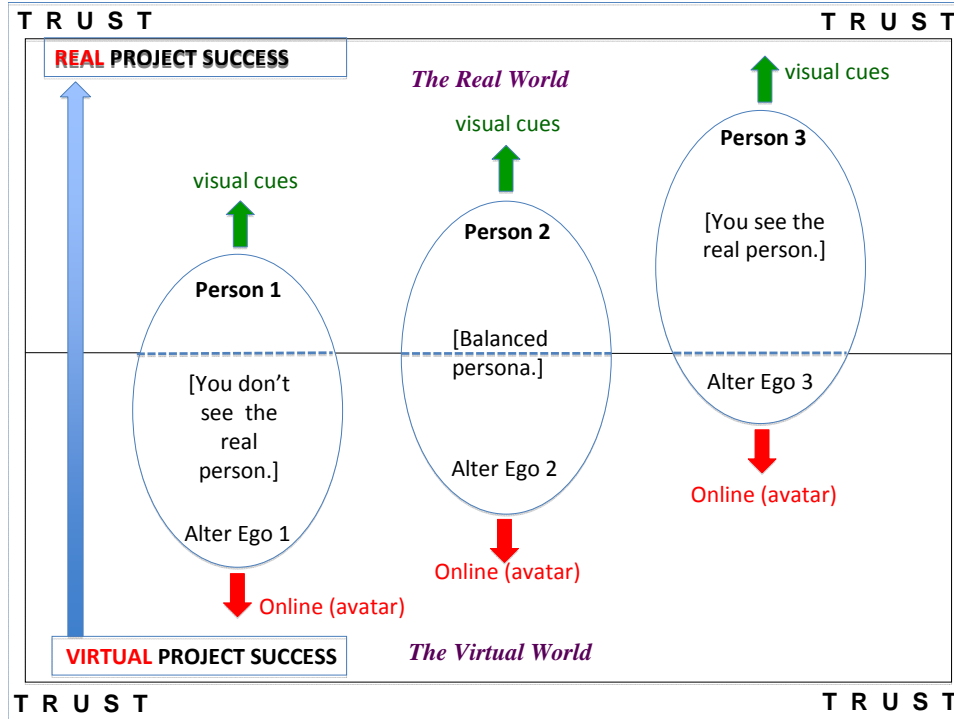 T R U S T
T R U S T
REAL PROJECT SUCCESS
The Real World
visual cues
Person 3
[You see the
real person.]
Alter Ego 3
Online (avatar)
visual cues
Person 2
[Balanced
persona.]
Alter Ego 2
Online (avatar)
visual cues
Person 1
[You don’t
see the
real
person.]
Alter Ego 1
Online (avatar)
VIRTUAL PROJECT SUCCESS
The Virtual World
T R U S T
T R U S T